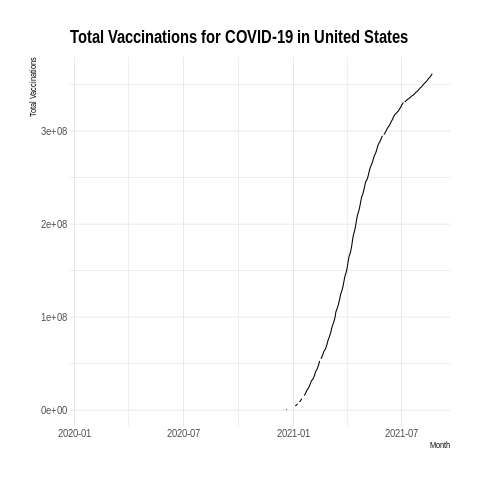 Total Vaccinations for COVID-19 in United States
Total Vaccinations
3e+08
2e+08
1e+08
0e+00
2020-01 2020-07 2021-01 2021-07
Month